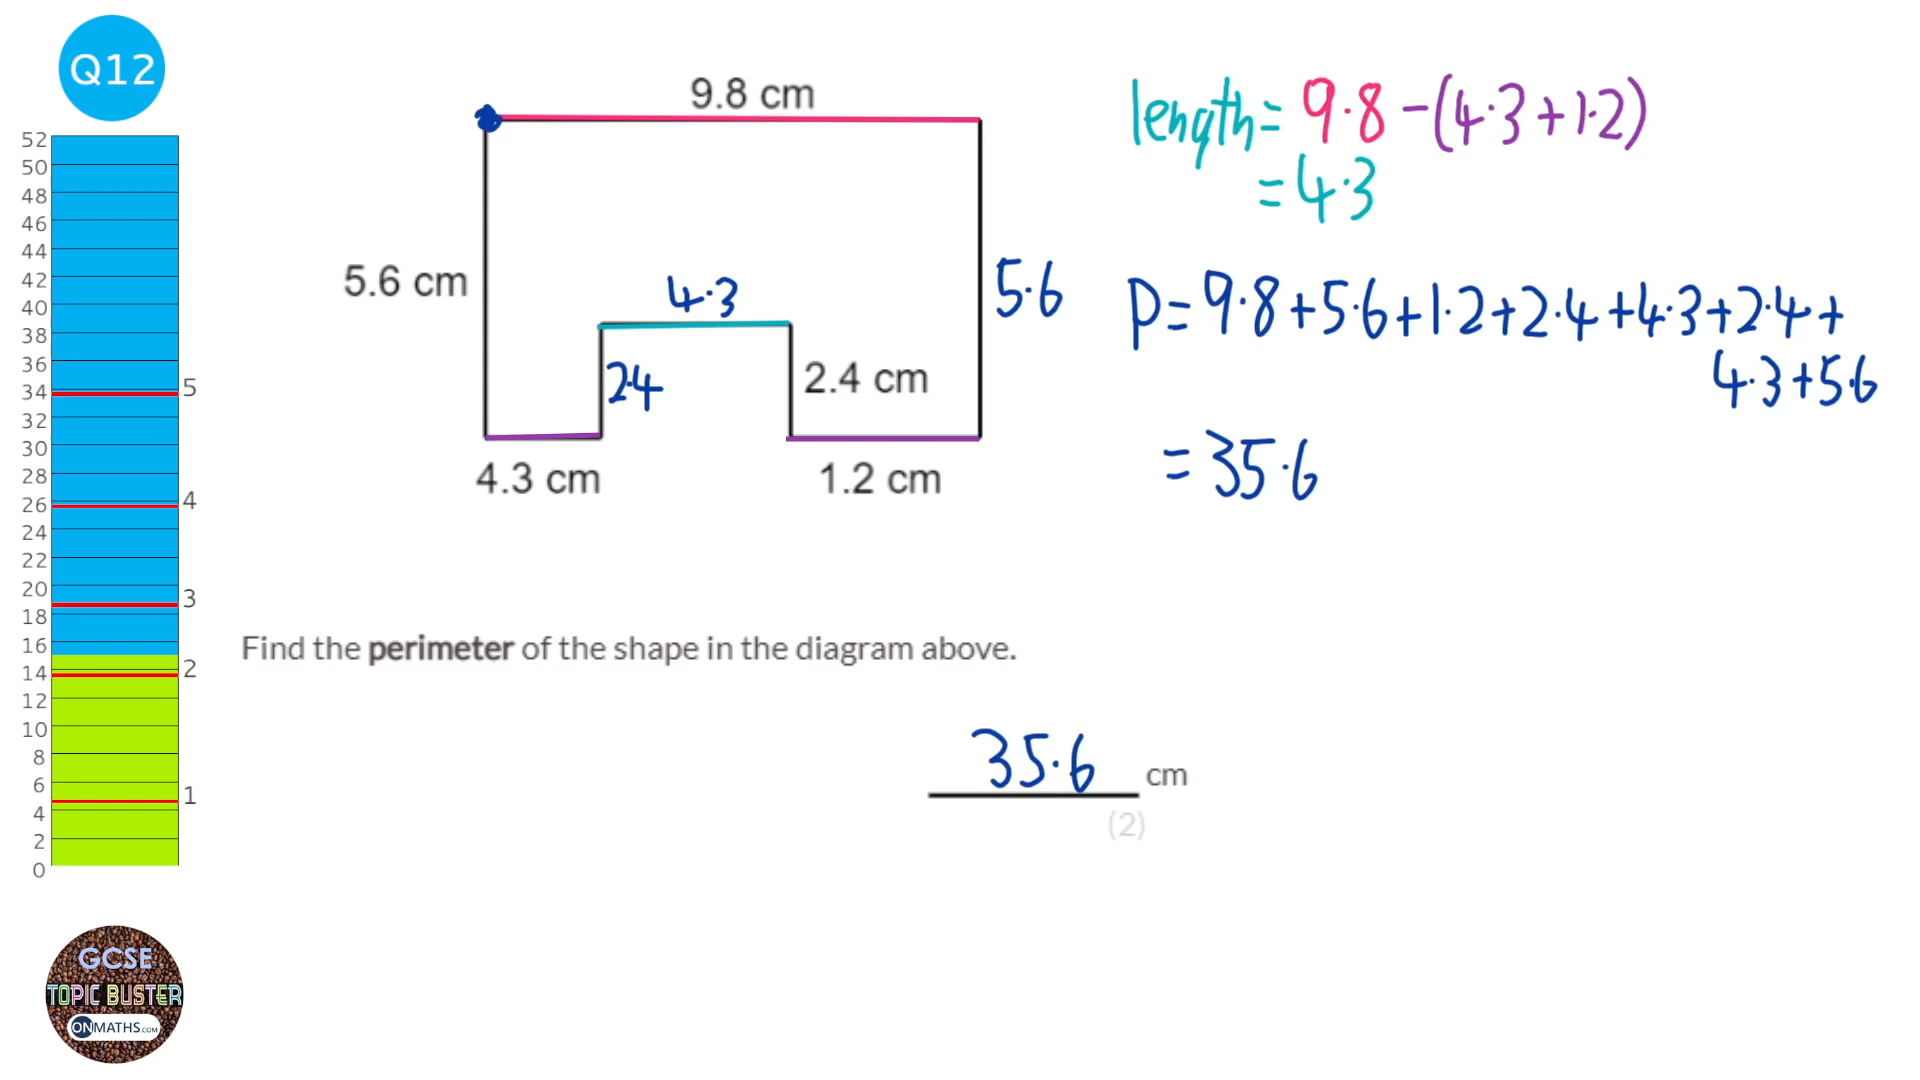 Q12
9.8 cm
length = 9.8 - (4.3 + 1.2)
= 4.3
52
50
48
46
44
42
40
38
36
34
32
30
28
26
24
22
20
18
16
14
12
10
8
6
4
2
0
5
4
3
2
1
5.6 cm
4.3
5.6
2.4
2.4 cm
4.3 cm
1.2 cm
P = 9.8 + 5.6 + 1.2 + 2.4 + 4.3 + 2.4 +
4.3 + 5.6
= 35.6
Find the perimeter of the shape in the diagram above.
35.6 cm
(2)
GCSE
TOPIC BUSTER
ONMATHS.COM